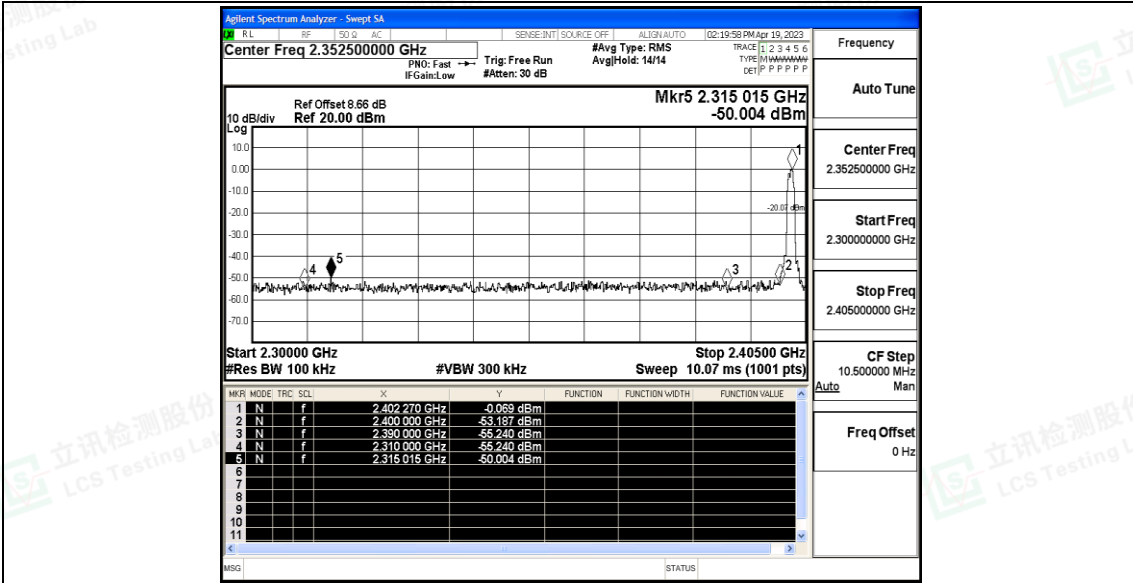 Agilent Spectrum Analyzer - Swept SA
RL RF 50 Ω AC SENSE:INT SOURCE OFF ALIGNAUTO 02:19:58 PM Apr 19, 2023
Center Freq 2.352500000 GHz
PNO: Fast
IFGain:Low
Trig: Free Run
#Atten: 30 dB
#Avg Type: RMS
Avg|Hold: 14/14
TRACE 1 2 3 4 5 6
TYPE M
DET P P P P P P
Mkr5 2.315 015 GHz
-50.004 dBm
Ref Offset 8.66 dB
10 dB/div Ref 20.00 dBm
Log
10.0
0.00
-10.0
-20.0
-30.0
-40.0
-50.0
-60.0
-70.0
1
-20.07 dBm
4
5
3
2
Start 2.30000 GHz Stop 2.40500 GHz
#Res BW 100 kHz #VBW 300 kHz Sweep 10.07 ms (1001 pts)
MKR MODE TRC SCL X Y FUNCTION FUNCTION WIDTH FUNCTION VALUE
1 N f 2.402 270 GHz -0.069 dBm
2 N f 2.400 000 GHz -53.187 dBm
3 N f 2.390 000 GHz -55.240 dBm
4 N f 2.310 000 GHz -55.240 dBm
5 N f 2.315 015 GHz -50.004 dBm
6
7
8
9
10
11
MSG STATUS
Frequency
Auto Tune
Center Freq
2.352500000 GHz
Start Freq
2.300000000 GHz
Stop Freq
2.405000000 GHz
CF Step
10.500000 MHz
Auto Man
Freq Offset
0 Hz
立讯检测股份
LCS Testing Lab
立讯检测股份